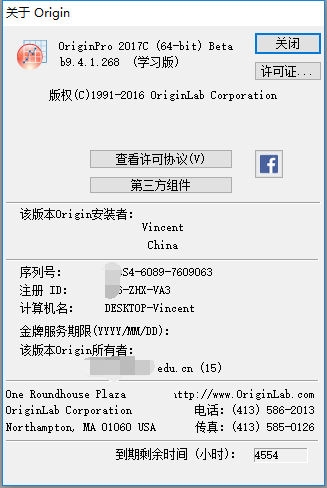 关于 Origin
OriginPro 2017C (64-bit) Beta
b9.4.1.268 (学习版)
关闭
许可证...
版权(C)1991-2016 OriginLab Corporation
查看许可协议(V)
第三方组件
该版本Origin安装者:
Vincent
China
序列号: S4-6089-7609063
注册 ID: -ZHX-VA3
计算机名: DESKTOP-Vincent
金牌服务期限(YYYY/MM/DD):
该版本Origin所有者:
edu.cn (15)
One Roundhouse Plaza http://www.OriginLab.com
OriginLab Corporation 电话: (413) 586-2013
Northampton, MA 01060 USA 传真: (413) 585-0126
到期剩余时间 (小时): 4554